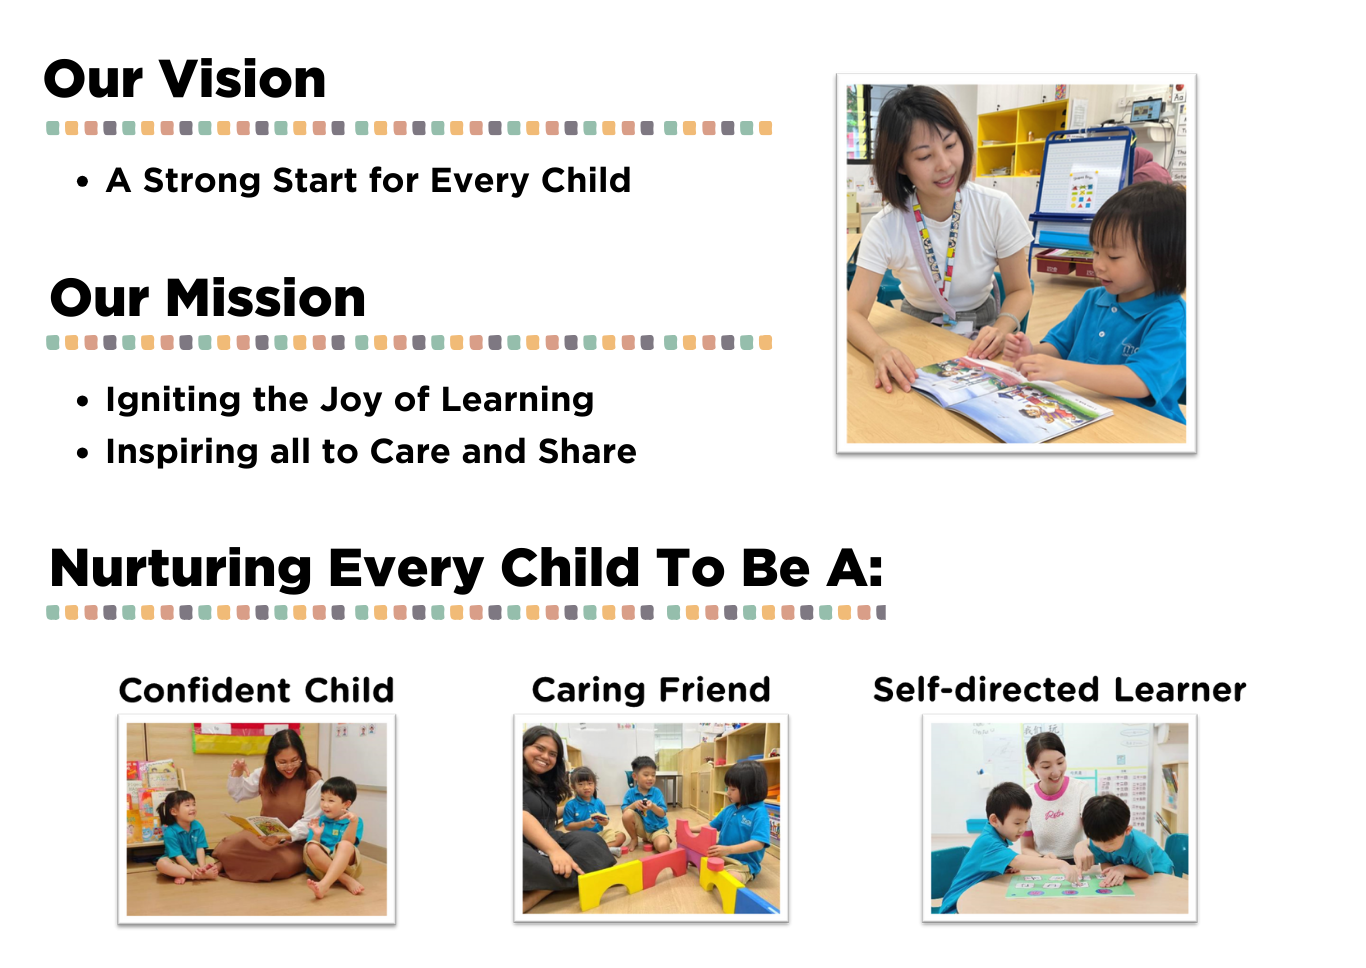 Our Vision
• A Strong Start for Every Child
Our Mission
• Igniting the Joy of Learning
• Inspiring all to Care and Share
Nurturing Every Child To Be A:
Confident Child
Caring Friend
Self-directed Learner